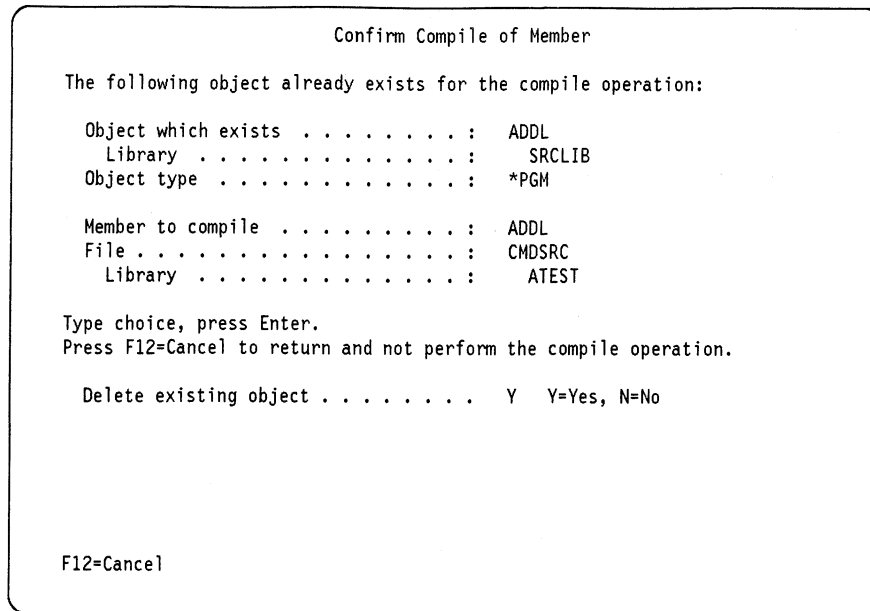 Confirm Compile of Member
The following object already exists for the compile operation:
Object which exists . . . . . . . . : ADDL
Library . . . . . . . . . . . . . : SRCLIB
Object type . . . . . . . . . . . . : *PGM
Member to compile . . . . . . . . . : ADDL
File . . . . . . . . . . . . . . . . : CMDSRC
Library . . . . . . . . . . . . . : ATEST
Type choice, press Enter.
Press F12=Cancel to return and not perform the compile operation.
Delete existing object . . . . . . . . Y Y=Yes, N=No
F12=Cancel